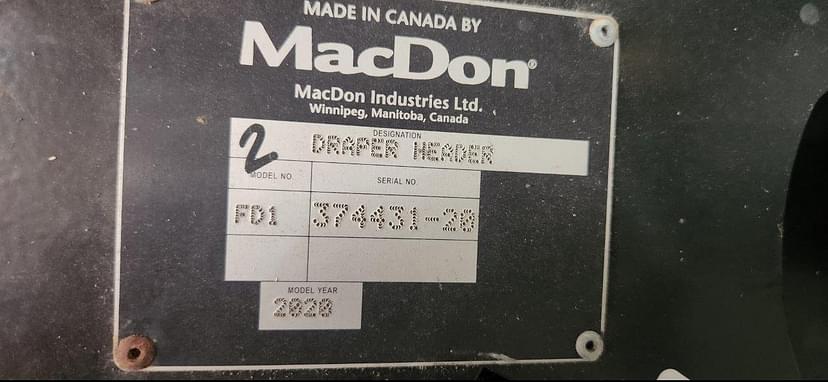 MADE IN CANADA BY
MacDon®
MacDon Industries Ltd.
Winnipeg, Manitoba, Canada
DESIGNATION
2 DRAPER HEADER
MODEL NO. SERIAL NO.
FD1 374431-20
MODEL YEAR
2020